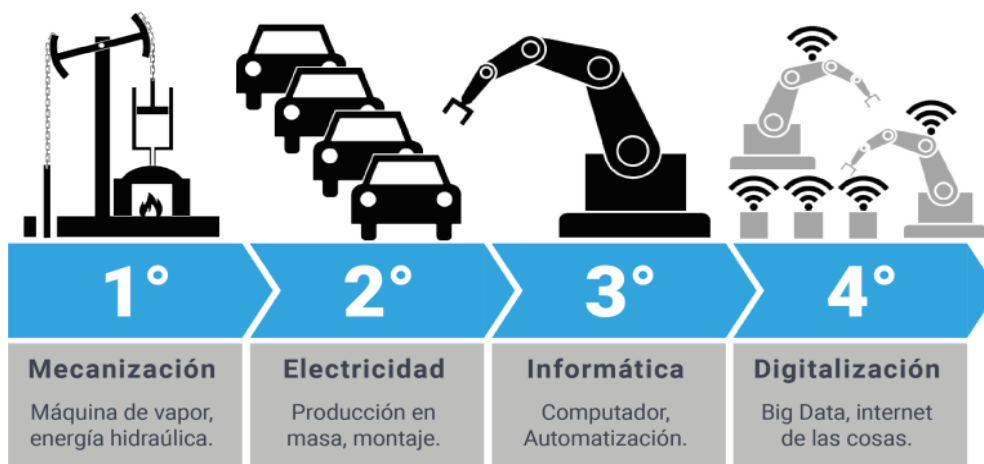 1°
2°
3°
4°
Mecanización
Máquina de vapor,
energía hidraúlica.
Electricidad
Producción en
masa, montaje.
Informática
Computador,
Automatización.
Digitalización
Big Data, internet
de las cosas.